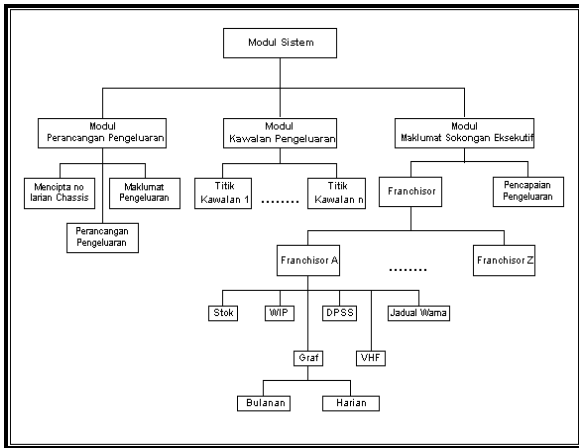 Modul Sistem
Modul
Perancangan Pengeluaran
Modul
Kawalan Pengeluaran
Modul
Maklumat Sokongan Eksekutif
Mencipta no
larian Chassis
Maklumat
Pengeluaran
Perancangan
Pengeluaran
Titik
Kawalan 1
........
Titik
Kawalan n
Franchisor
Pencapaian
Pengeluaran
Franchisor A
........
Franchisor Z
Stok
WIP
DPSS
Jadual Warna
Graf
VHF
Bulanan
Harian